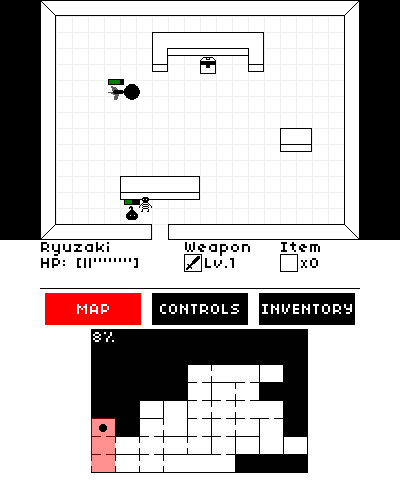 Ryuzaki Weapon Item
HP: [||''''''''] Lv.1 x0
MAP CONTROLS INVENTORY
8%